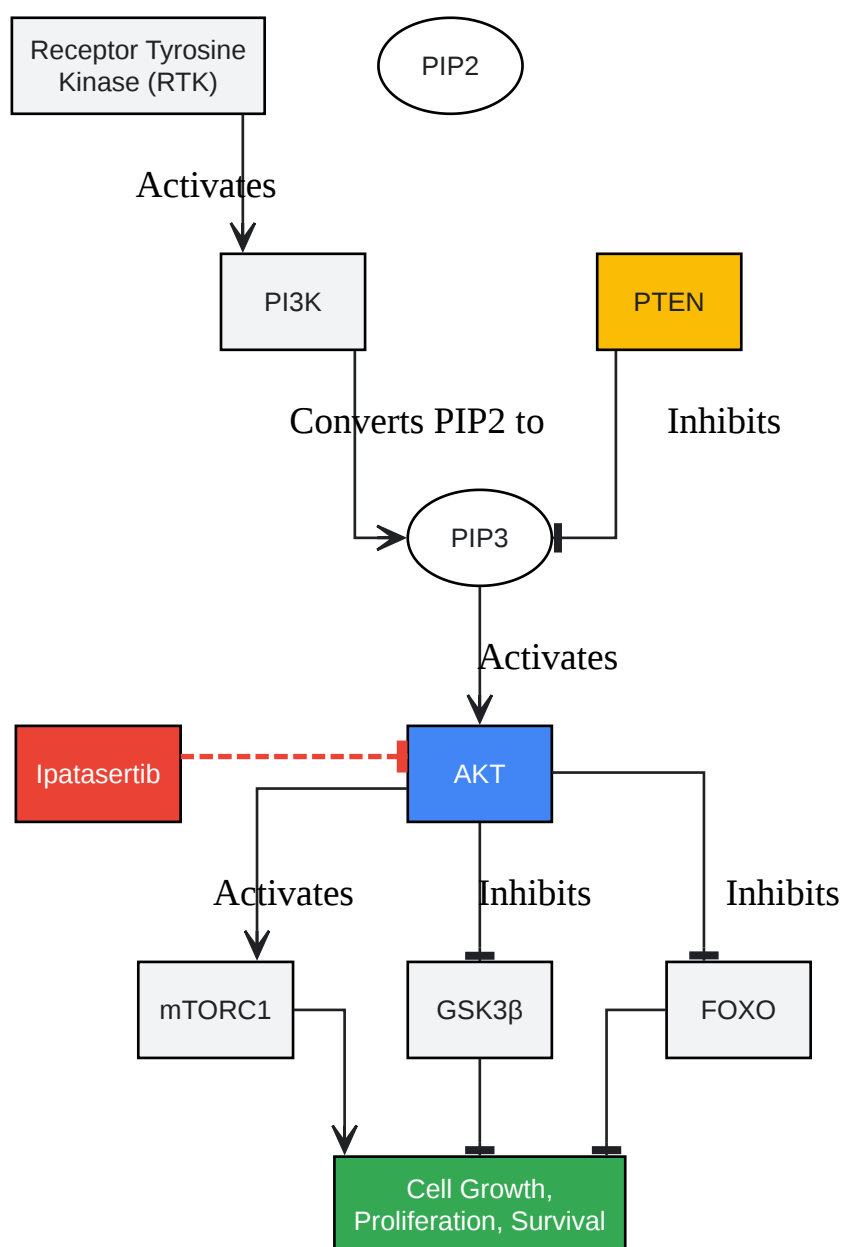 Receptor Tyrosine
Kinase (RTK)
PIP2
Activates
PI3K
PTEN
Converts PIP2 to
Inhibits
PIP3
Activates
Ipatasertib
AKT
Activates
Inhibits
Inhibits
mTORC1
GSK3β
FOXO
Cell Growth,
Proliferation, Survival